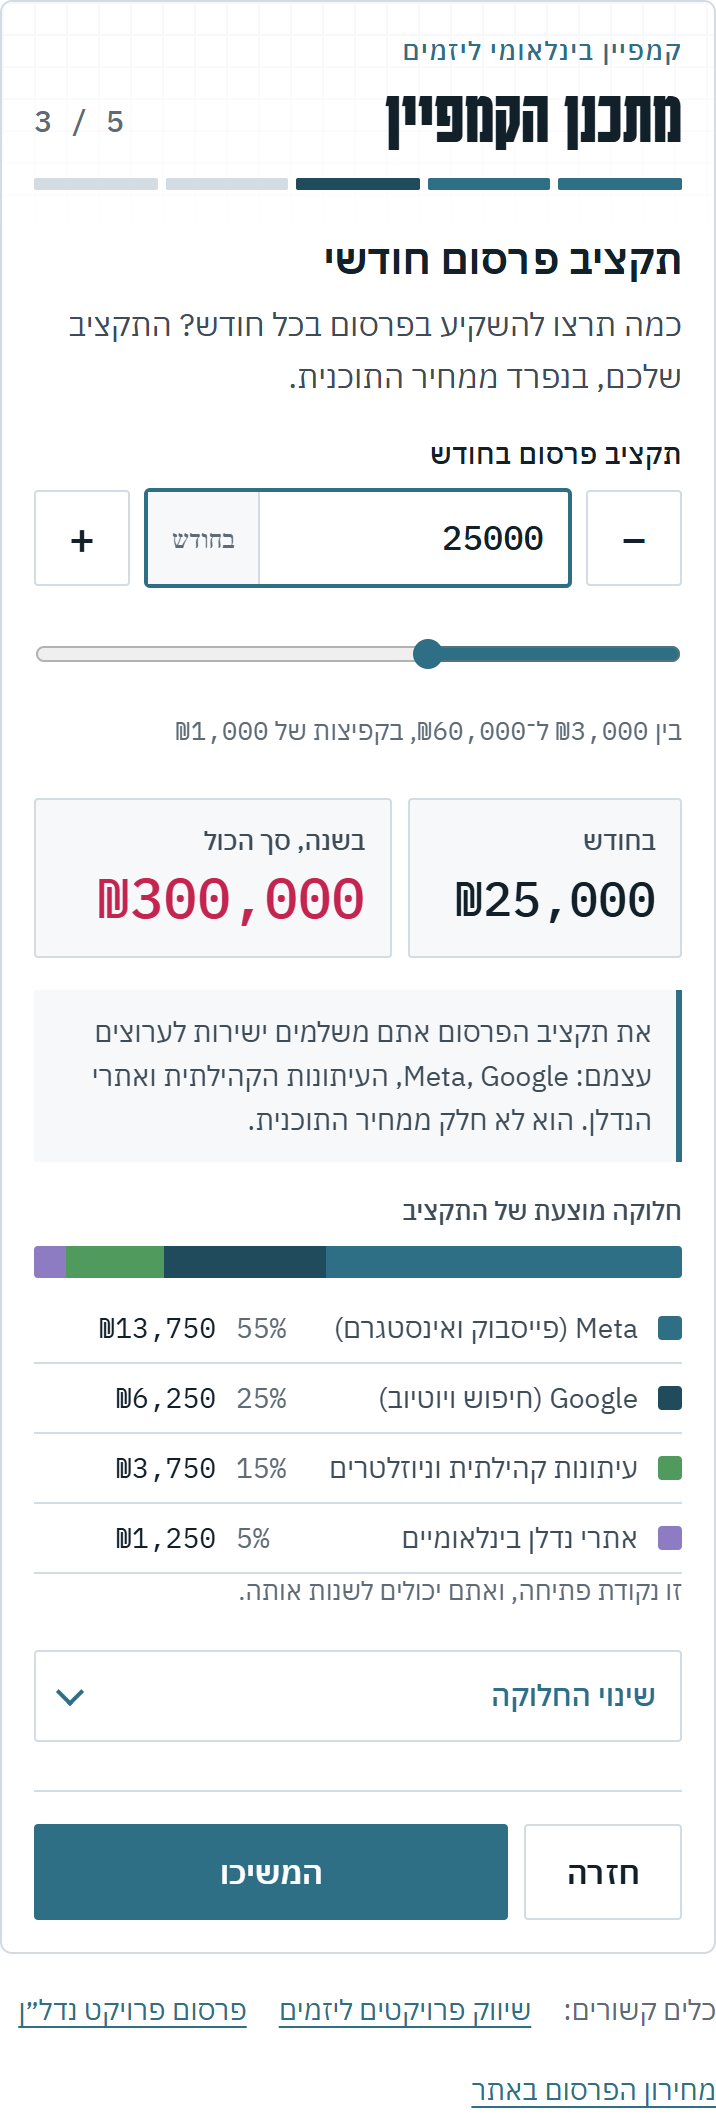 קמפיין בינלאומי ליזמים
מתכנן הקמפיין
3 / 5
תקציב פרסום חודשי
כמה תרצו להשקיע בפרסום בכל חודש? התקציב
שלכם, בנפרד ממחיר התוכנית.
תקציב פרסום בחודש
−
25000
בחודש
+
בין ₪3,000 ל־₪60,000, בקפיצות של ₪1,000
בחודש
₪25,000
בשנה, סך הכול
₪300,000
את תקציב הפרסום אתם משלמים ישירות לערוצים
עצמם: Meta, Google, העיתונות הקהילתית ואתרי
הנדלן. הוא לא חלק ממחיר התוכנית.
חלוקה מוצעת של התקציב
Meta (פייסבוק ואינסטגרם) 55% ₪13,750
Google (חיפוש ויוטיוב) 25% ₪6,250
עיתונות קהילתית וניוזלטרים 15% ₪3,750
אתרי נדלן בינלאומיים 5% ₪1,250
זו נקודת פתיחה, ואתם יכולים לשנות אותה.
שינוי החלוקה
חזרה
המשיכו
כלים קשורים: שיווק פרויקטים ליזמים פרסום פרויקט נדל״ן
מחירון הפרסום באתר